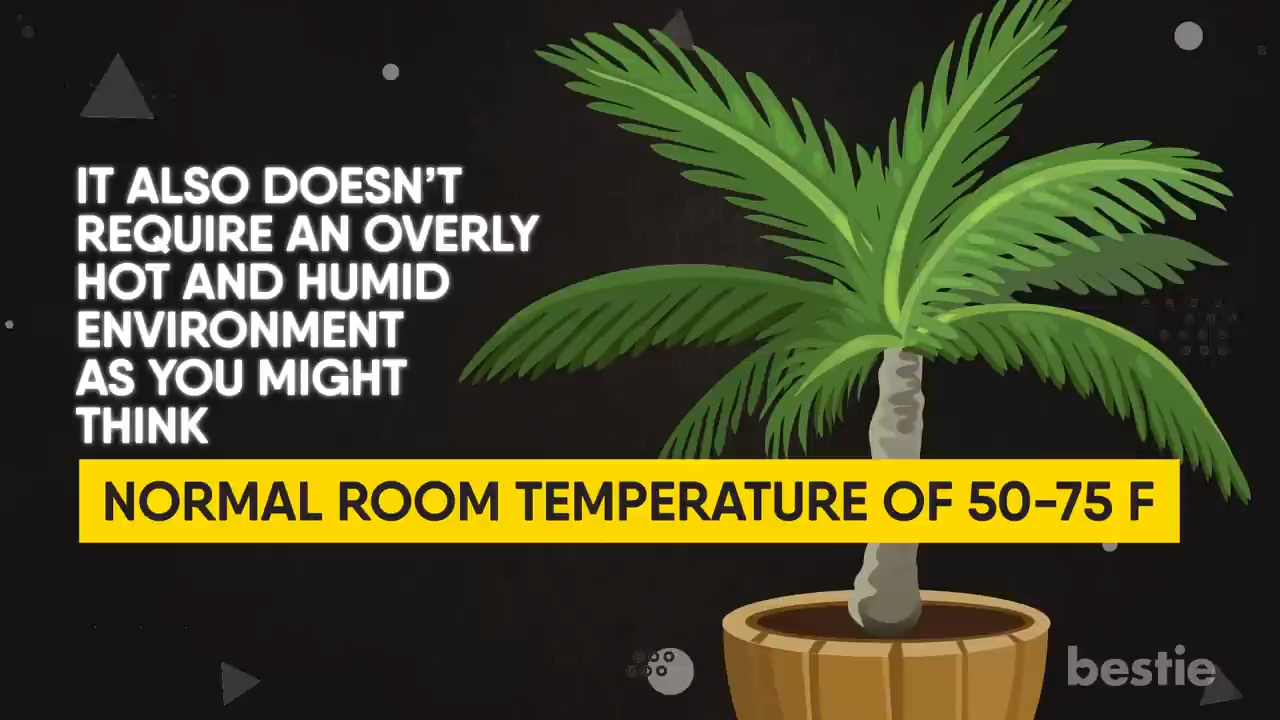 IT ALSO DOESN'T
REQUIRE AN OVERLY
HOT AND HUMID
ENVIRONMENT
AS YOU MIGHT
THINK
NORMAL ROOM TEMPERATURE OF 50-75 F
bestie